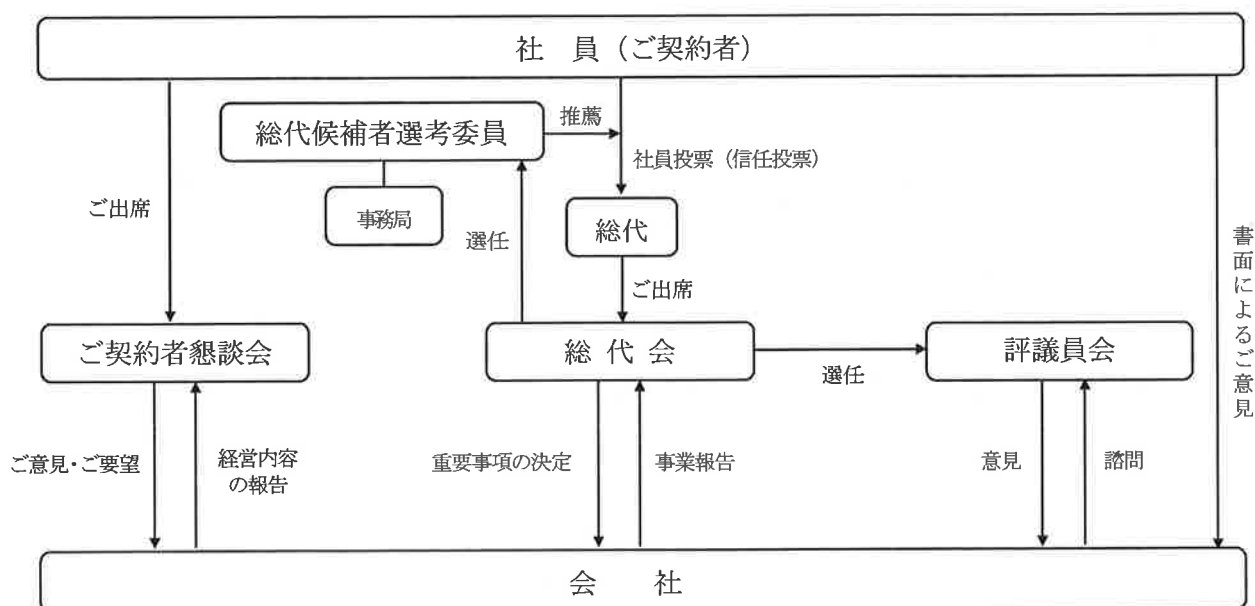 社 員（ご契約者）
総代候補者選考委員
推薦
社員投票（信任投票）
ご出席
事務局
選任
総代
ご出席
書面によるご意見
ご契約者懇談会
総 代 会
選任
評議員会
ご意見・ご要望
経営内容
の報告
重要事項の決定
事業報告
意見
諮問
会 社